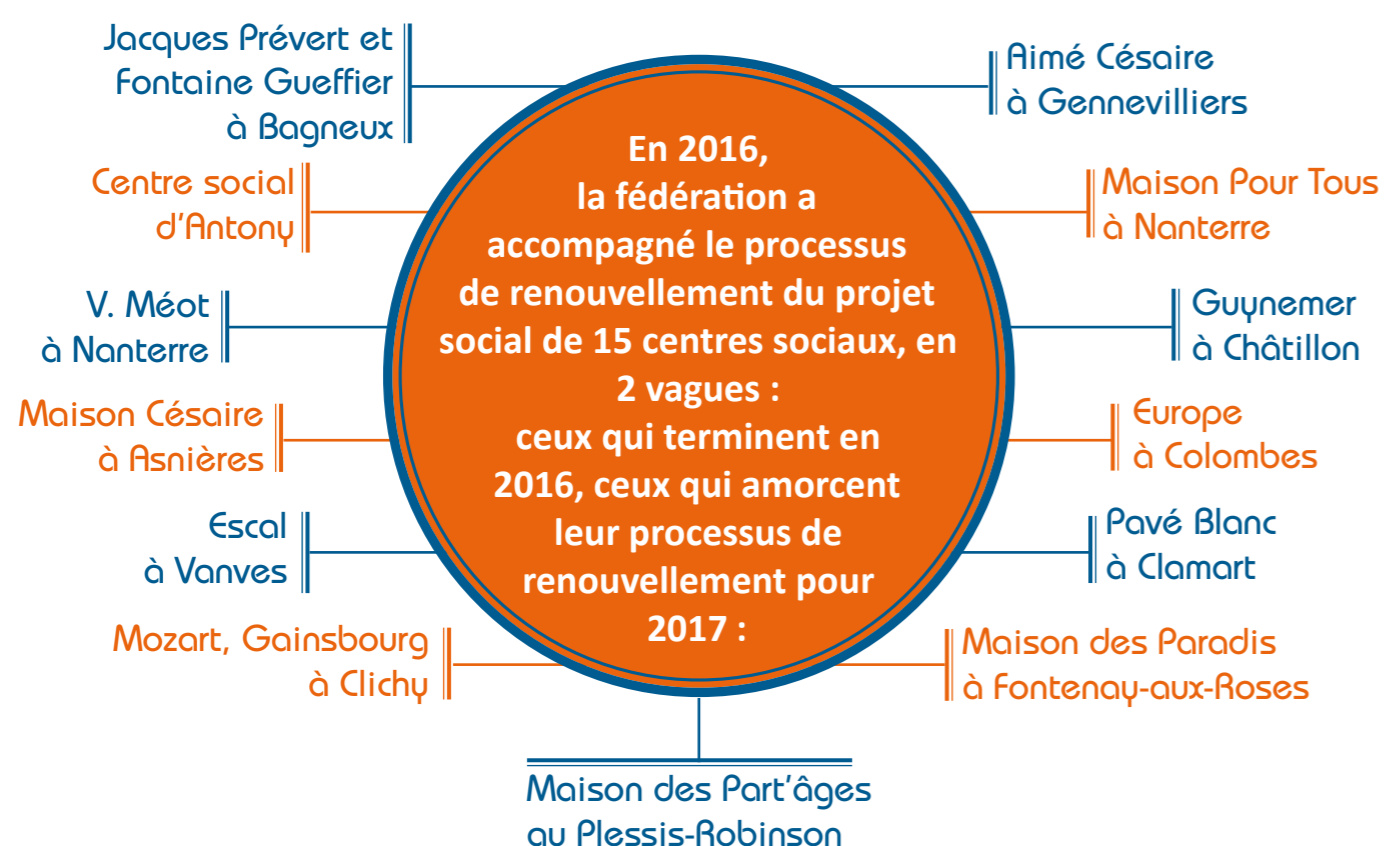 Jacques Prévert et
Fontaine Gueffier
à Bagneux
Centre social
d'Antony
V. Méot
à Nanterre
Maison Césaire
à Asnières
Escal
à Vanves
Mozart, Gainsbourg
à Clichy
En 2016,
la fédération a
accompagné le processus
de renouvellement du projet
social de 15 centres sociaux, en
2 vagues :
ceux qui terminent en
2016, ceux qui amorcent
leur processus de
renouvellement pour
2017 :
Aimé Césaire
à Gennevilliers
Maison Pour Tous
à Nanterre
Guynemer
à Châtillon
Europe
à Colombes
Pavé Blanc
à Clamart
Maison des Paradis
à Fontenay-aux-Roses
Maison des Part'âges
au Plessis-Robinson